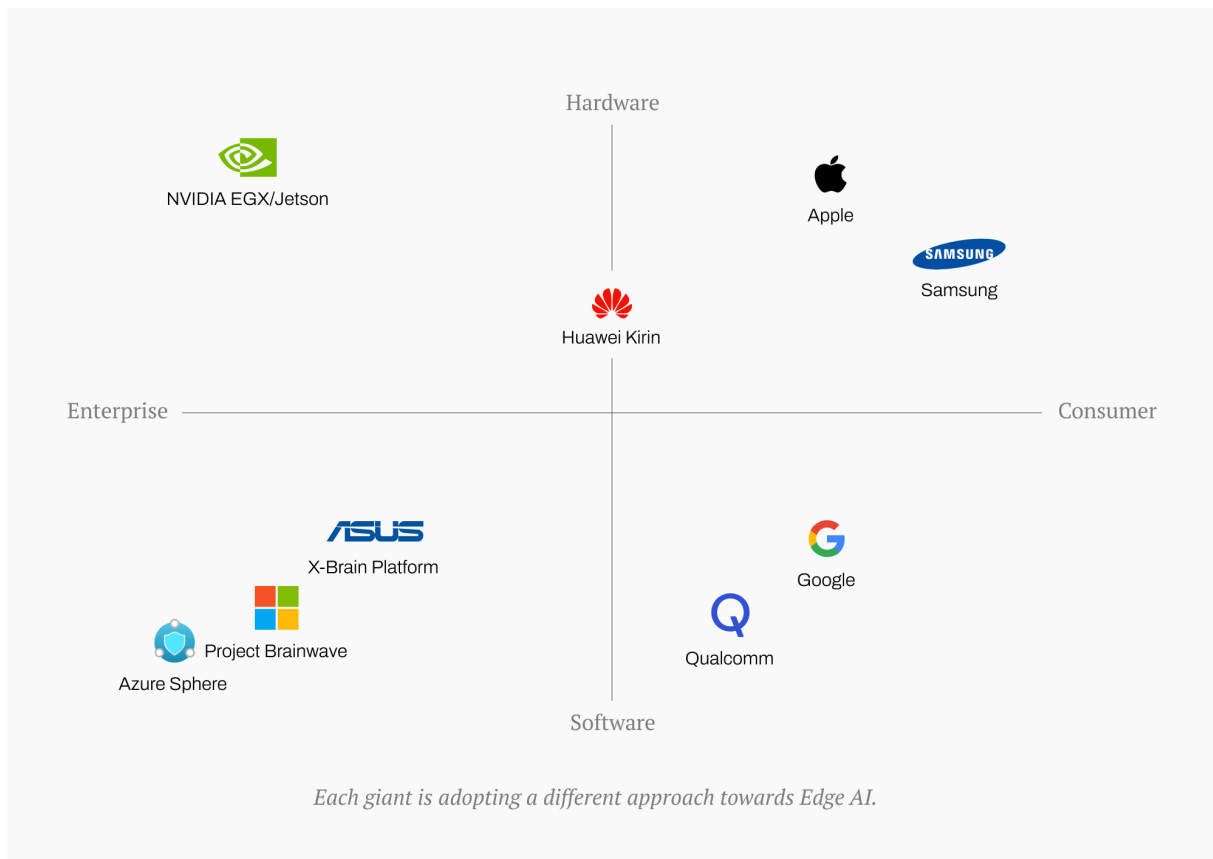 Hardware
NVIDIA EGX/Jetson
Apple
SAMSUNG
Samsung
Huawei Kirin
Enterprise
Consumer
ASUS
X-Brain Platform
Google
Project Brainwave
Qualcomm
Azure Sphere
Software
Each giant is adopting a different approach towards Edge AI.